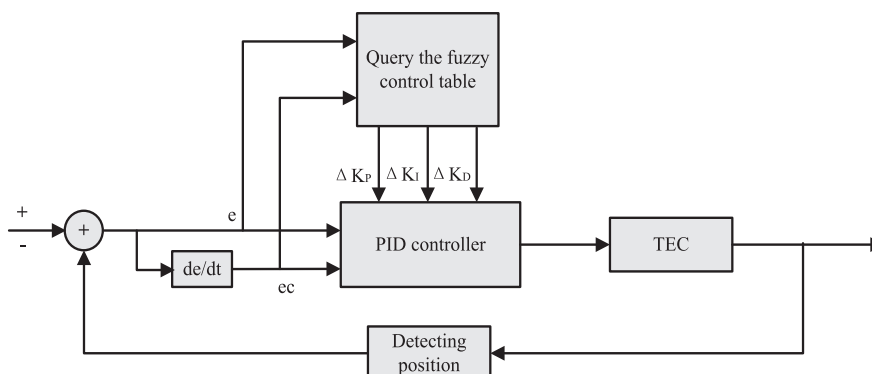 Query the fuzzy
control table
Δ KP
Δ KI
Δ KD
+
-
+
e
PID controller
TEC
de/dt
ec
Detecting
position